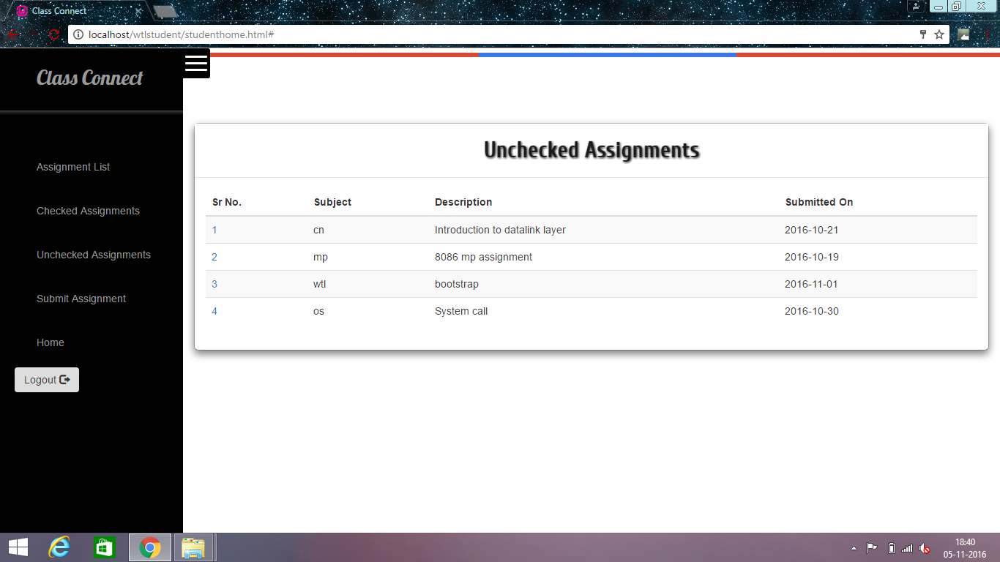 Class Connect
localhost/wtlstudent/studenthome.html#
Class Connect
Assignment List
Checked Assignments
Unchecked Assignments
Submit Assignment
Home
Logout
Unchecked Assignments
Sr No. Subject Description Submitted On
1 cn Introduction to datalink layer 2016-10-21
2 mp 8086 mp assignment 2016-10-19
3 wtl bootstrap 2016-11-01
4 os System call 2016-10-30
18:40
05-11-2016